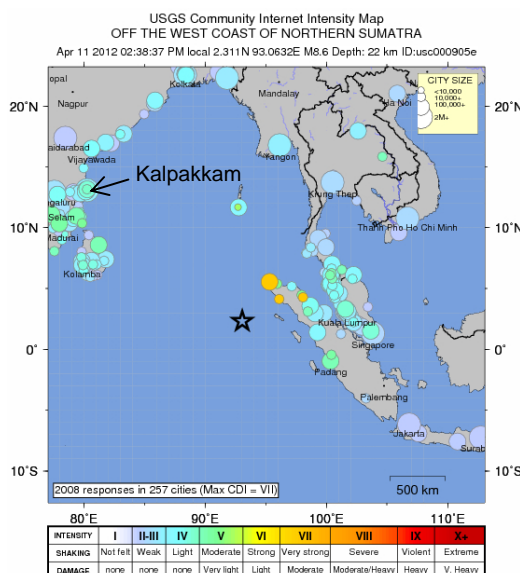 USGS Community Internet Intensity Map
OFF THE WEST COAST OF NORTHERN SUMATRA
Apr 11 2012 02:38:37 PM local 2.311N 93.0632E M8.6 Depth: 22 km ID:usc000905e
CITY SIZE
<10,000
10,000+
100,000+
2M+
opal
Kolkata
Mandalay
Ha Noi
20°N
Nagpur
aidarabad
Vijayawada
Yangon
Kalpakkam
Krung Thep
engaluru
Thanh Pho Ho Chi Minh
Salem
10°N
Madurai
Kolamba
Kuala Lumpur
Singapore
0°
Padang
Palembang
Jakarta
Surab
10°S
2008 responses in 257 cities (Max CDI = VII)
500 km
80°E 90°E 100°E 110°E
INTENSITY I II-III IV V VI VII VIII IX X+
SHAKING Not felt Weak Light Moderate Strong Very strong Severe Violent Extreme
DAMAGE none none none Very light Light Moderate Moderate/Heavy Heavy V. Heavy